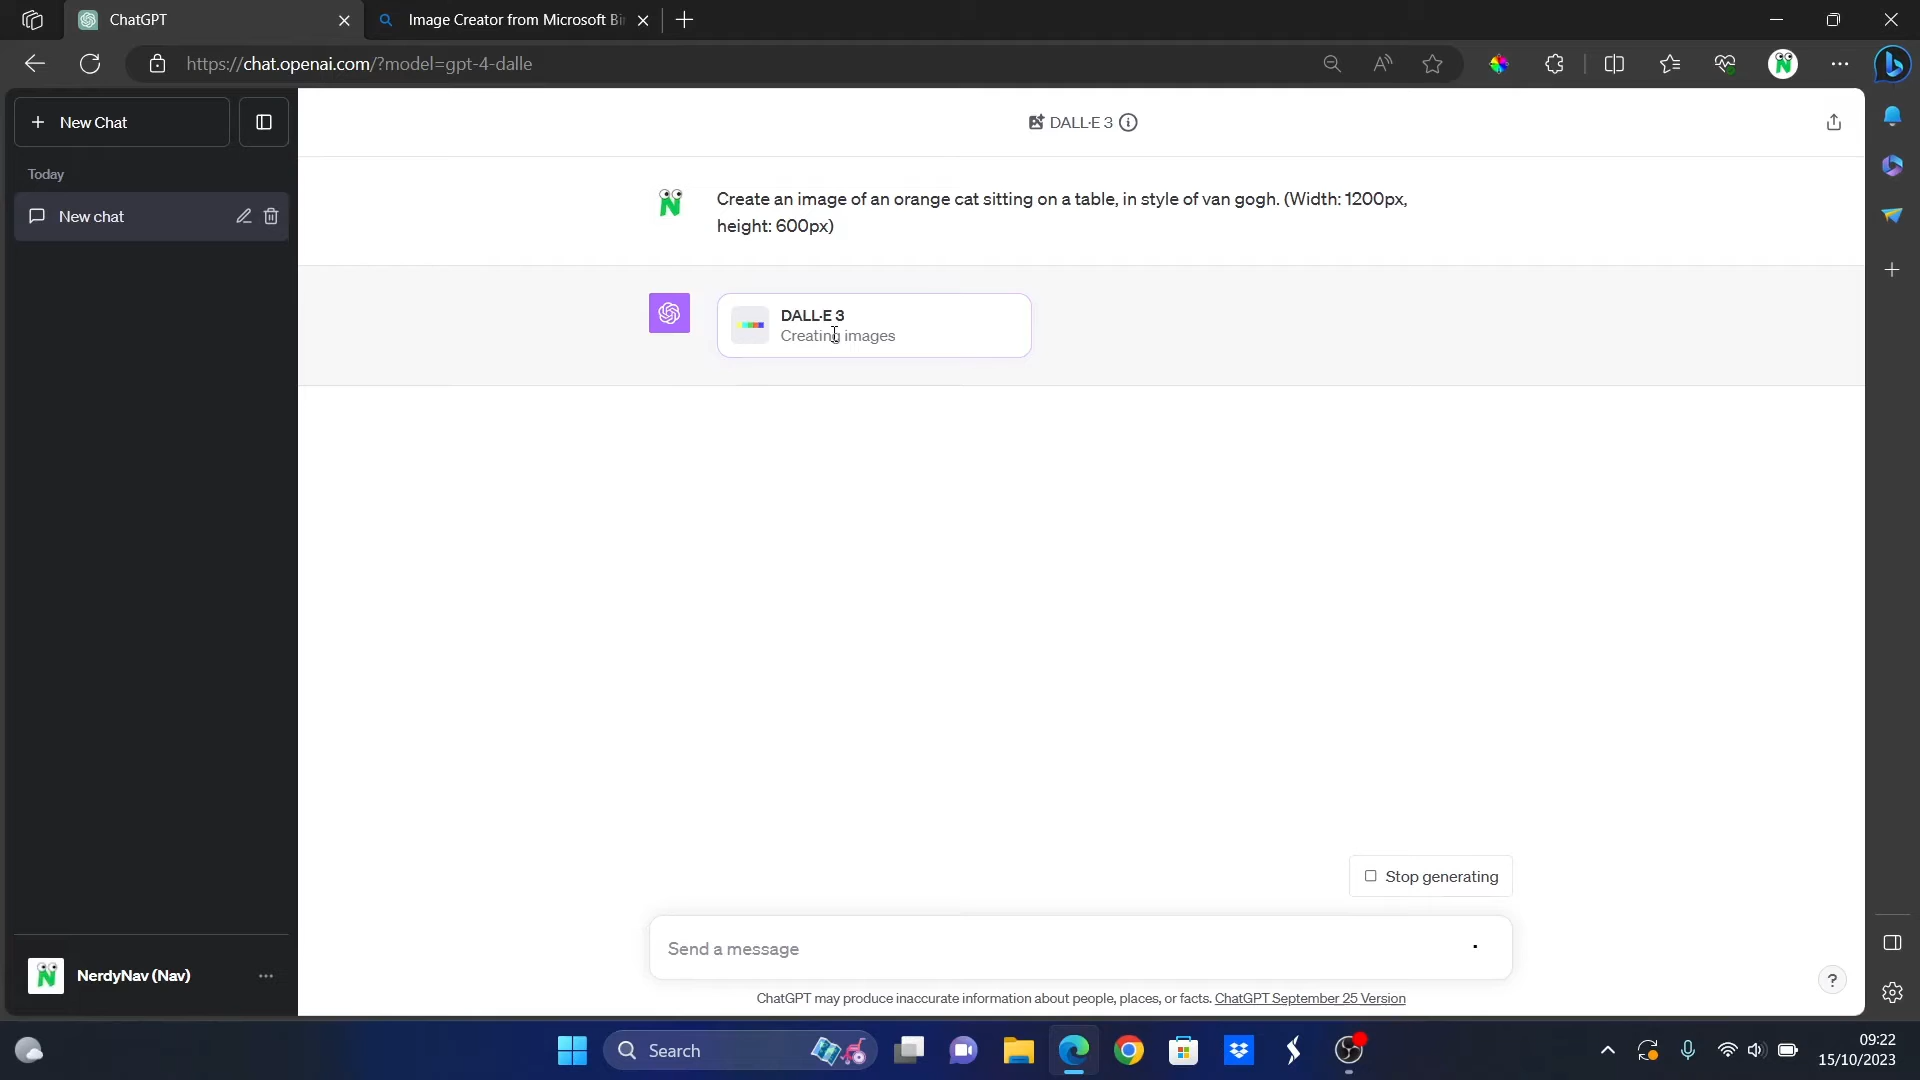 ChatGPT
Image Creator from Microsoft Bi
https://chat.openai.com/?model=gpt-4-dalle
New Chat
DALL·E 3
Today
New chat
Create an image of an orange cat sitting on a table, in style of van gogh. (Width: 1200px,
height: 600px)
DALL·E 3
Creating images
Stop generating
Send a message
NerdyNav (Nav)
ChatGPT may produce inaccurate information about people, places, or facts. ChatGPT September 25 Version
?
Search
09:22
15/10/2023